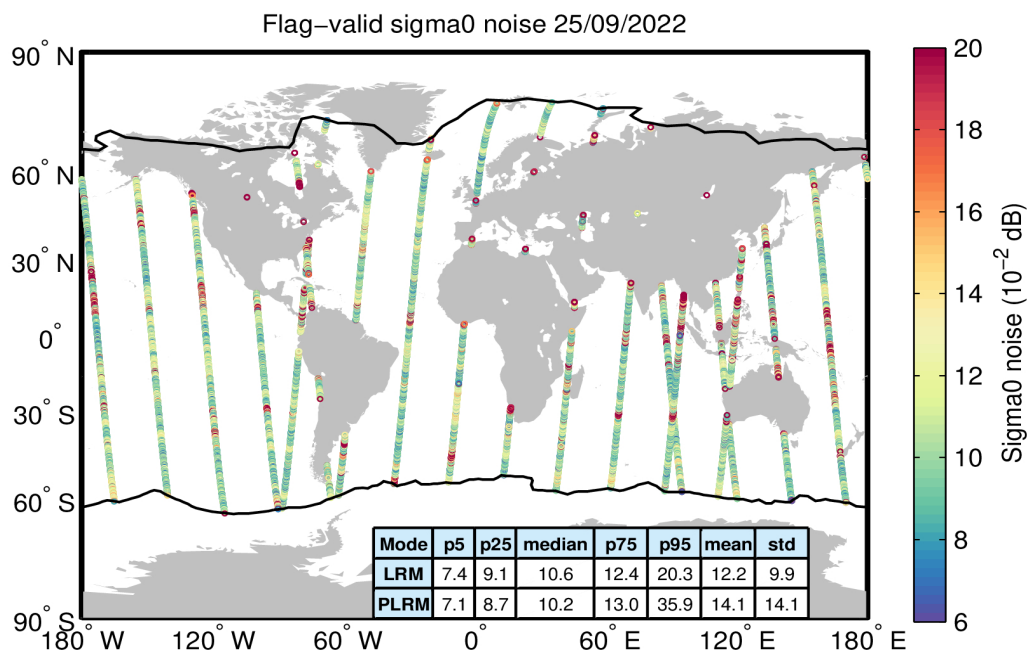 Flag−valid sigma0 noise 25/09/2022
90° N
60° N
30° N
0°
30° S
60° S
90° S
180° W
120° W
60° W
0°
60° E
120° E
180° E
20
18
16
14
12
10
8
6
Sigma0 noise (10⁻² dB)
Mode p5 p25 median p75 p95 mean std
LRM 7.4 9.1 10.6 12.4 20.3 12.2 9.9
PLRM 7.1 8.7 10.2 13.0 35.9 14.1 14.1